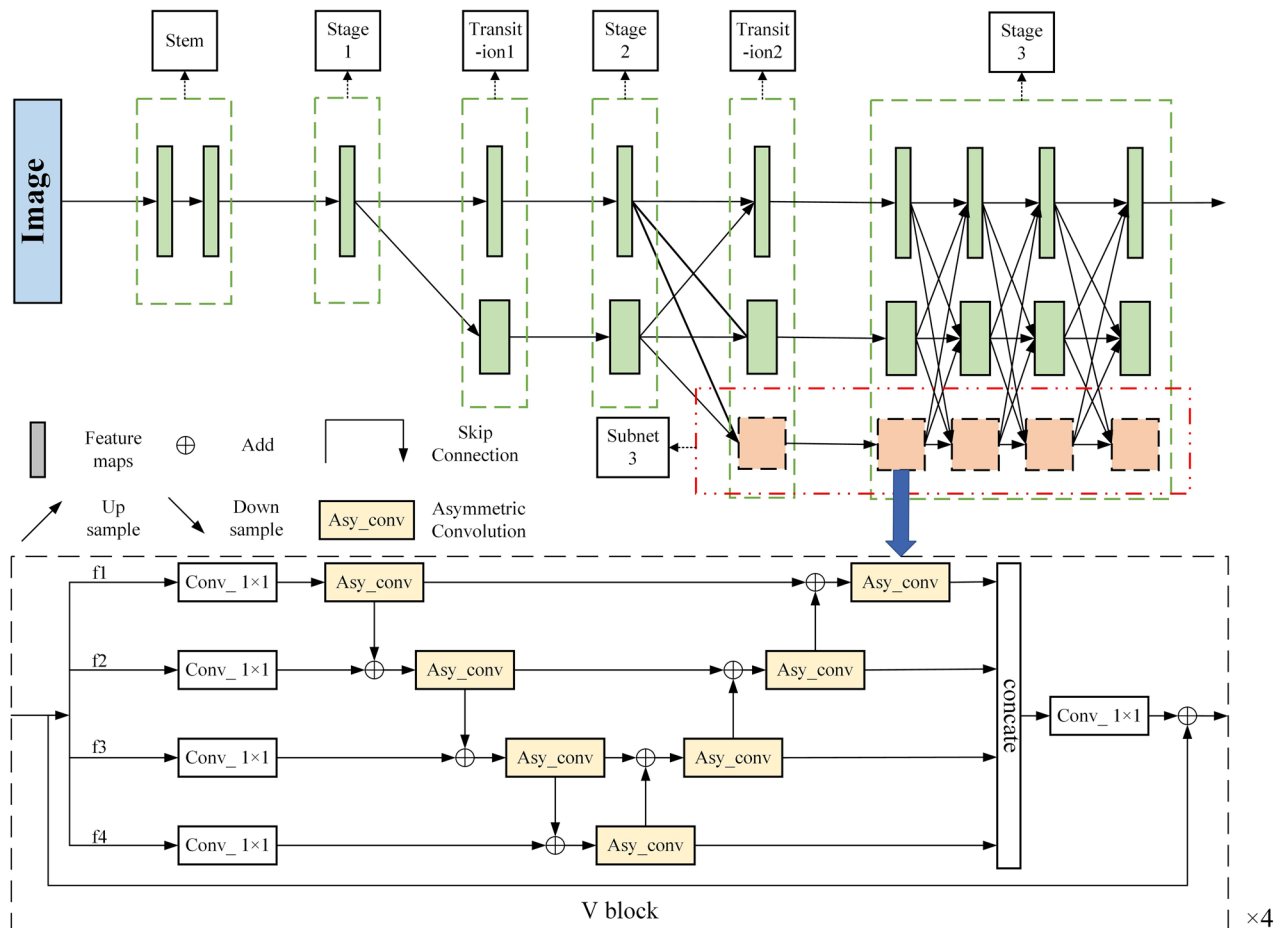 Stem
Stage
1
Transit
-ion1
Stage
2
Transit
-ion2
Stage
3
Image
Subnet
3
Feature
maps
Add
Skip
Connection
Up
sample
Down
sample
Asy_conv
Asymmetric
Convolution
f1
Conv_ 1×1
Asy_conv
Asy_conv
f2
Conv_ 1×1
Asy_conv
Asy_conv
concate
Conv_ 1×1
f3
Conv_ 1×1
Asy_conv
Asy_conv
f4
Conv_ 1×1
Asy_conv
V block
×4